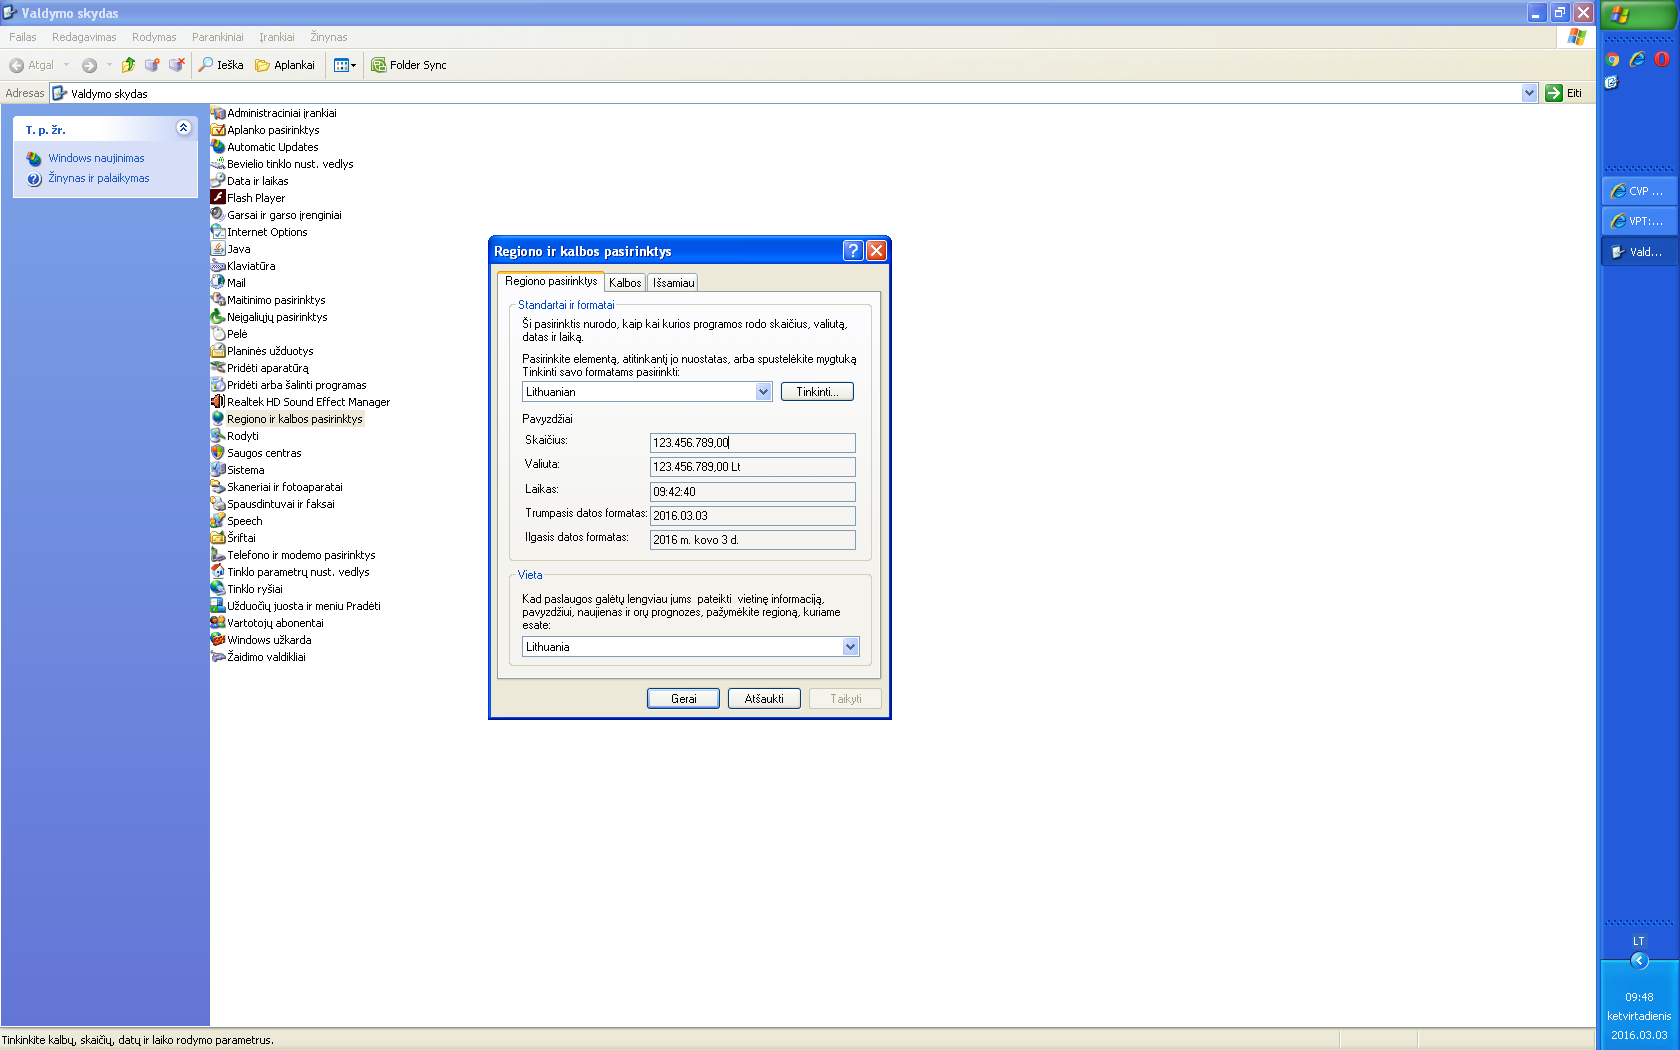 Valdymo skydas
Failas Redagavimas Rodymas Parankiniai Įrankiai Žinynas
Atgal Ieška Aplankai Folder Sync
Adresas Valdymo skydas Eiti
T. p. žr.
Windows naujinimas
Žinynas ir palaikymas
Administraciniai įrankiai
Aplanko pasirinktys
Automatic Updates
Bevielio tinklo nust. vedlys
Data ir laikas
Flash Player
Garsai ir garso įrenginiai
Internet Options
Java
Klaviatūra
Mail
Maitinimo pasirinktys
Neįgaliųjų pasirinktys
Pelė
Planinės užduotys
Pridėti aparatūrą
Pridėti arba šalinti programas
Realtek HD Sound Effect Manager
Regiono ir kalbos pasirinktys
Rodyti
Saugos centras
Sistema
Skaneriai ir fotoaparatai
Spausdintuvai ir faksai
Speech
Šriftai
Telefono ir modemo pasirinktys
Tinklo parametrų nust. vedlys
Tinklo ryšiai
Užduočių juosta ir meniu Pradėti
Vartotojų abonentai
Windows užkarda
Žaidimo valdikliai
Regiono ir kalbos pasirinktys
Regiono pasirinktys Kalbos Išsamiau
Standartai ir formatai
Ši pasirinktis nurodo, kaip kai kurios programos rodo skaičius, valiutą,
datas ir laiką.
Pasirinkite elementą, atitinkantį jo nuostatas, arba spustelėkite mygtuką
Tinkinti savo formatams pasirinkti:
Lithuanian Tinkinti...
Pavyzdžiai
Skaičius: 123.456.789,00
Valiuta: 123.456.789,00 Lt
Laikas: 09:42:40
Trumpasis datos formatas: 2016.03.03
Ilgasis datos formatas: 2016 m. kovo 3 d.
Vieta
Kad paslaugos galėtų lengviau jums pateikti vietinę informaciją,
pavyzdžiui, naujienas ir orų prognozes, pažymėkite regioną, kuriame
esate:
Lithuania
Gerai Atšaukti Taikyti
CVP ...
VPT:...
Vald...
LT
09:48
ketvirtadienis
2016.03.03
Tinkinkite kalbų, skaičių, datų ir laiko rodymo parametrus.